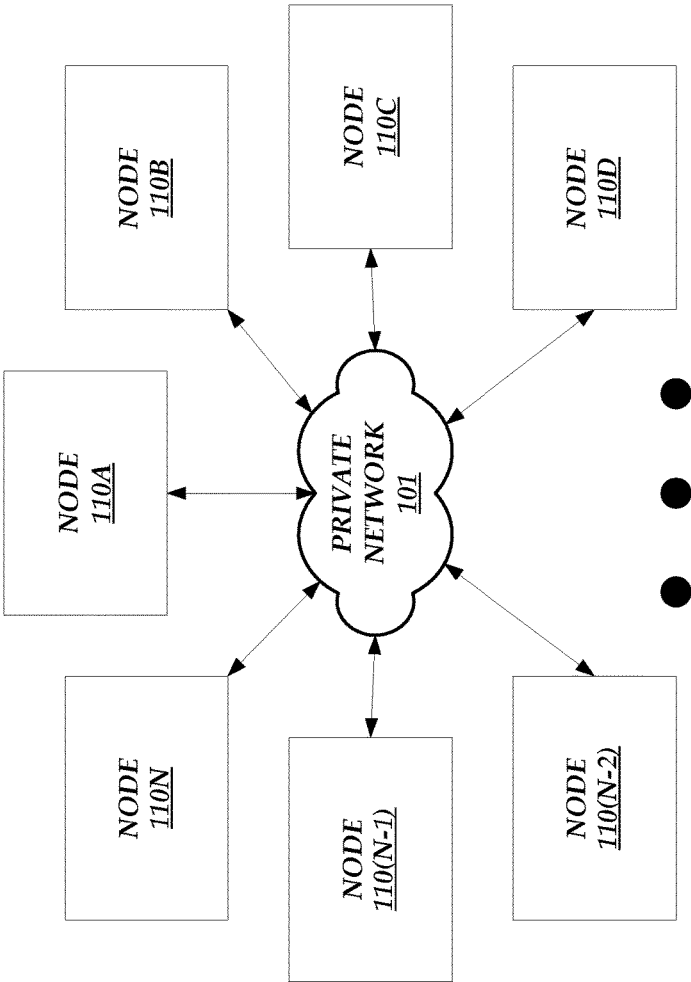 NODE
110A
NODE
110B
NODE
110C
NODE
110D
PRIVATE
NETWORK
101
NODE
110N
NODE
110(N-1)
NODE
110(N-2)